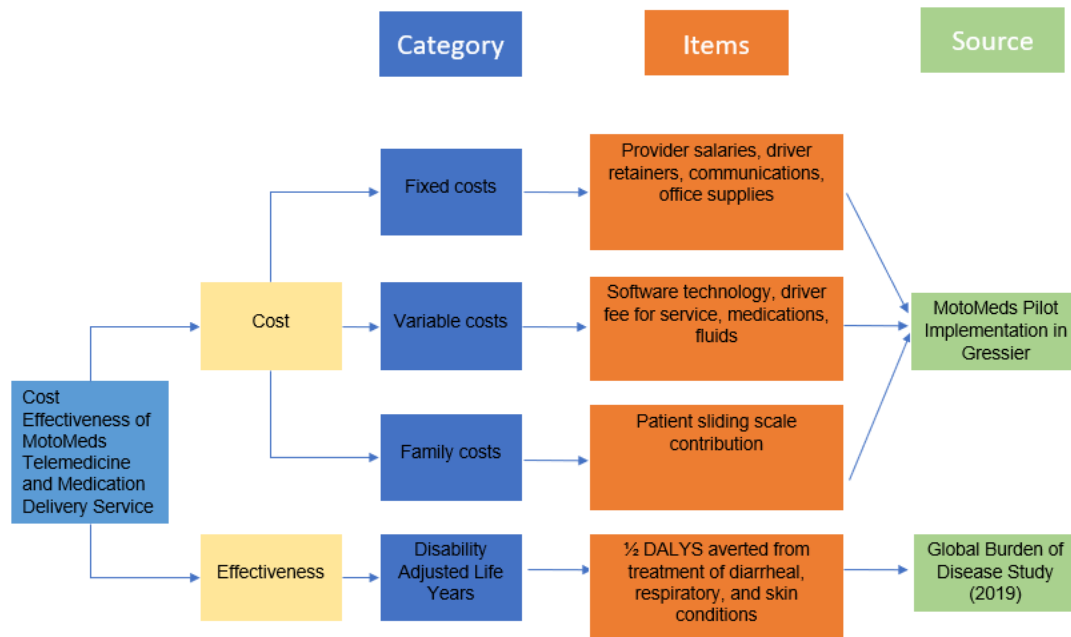 Category
Items
Source
Fixed costs
Provider salaries, driver
retainers, communications,
office supplies
Cost
Variable costs
Software technology, driver
fee for service, medications,
fluids
MotoMeds Pilot
Implementation in
Gressier
Cost
Effectiveness of
MotoMeds
Telemedicine
and Medication
Delivery Service
Family costs
Patient sliding scale
contribution
Effectiveness
Disability
Adjusted Life
Years
½ DALYS averted from
treatment of diarrheal,
respiratory, and skin
conditions
Global Burden of
Disease Study
(2019)